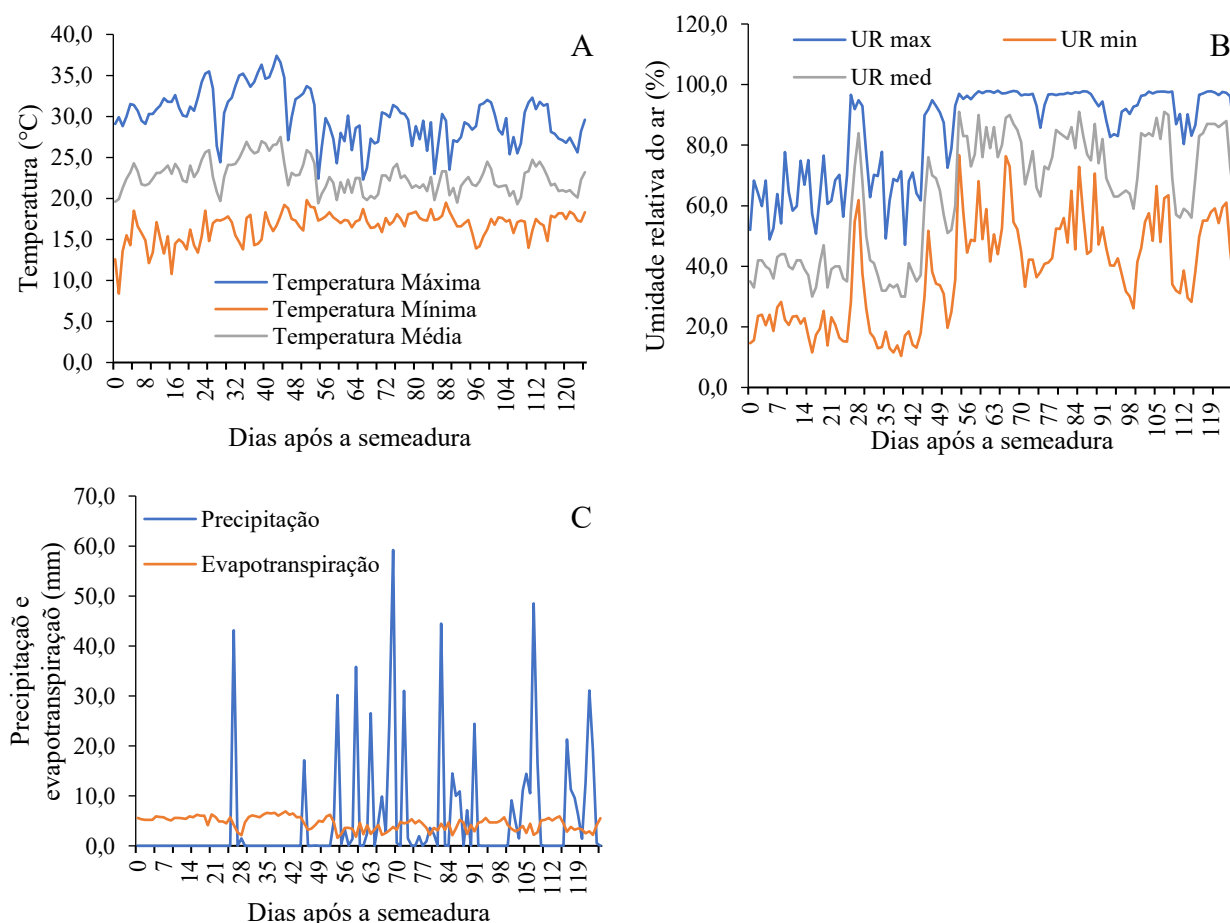 A
40,0
35,0
30,0
25,0
20,0
15,0
10,0
5,0
0,0
Temperatura (°C)
Temperatura Máxima
Temperatura Mínima
Temperatura Média
0 8 16 24 32 40 48 56 64 72 80 88 96 104 112 120
Dias após a semeadura
B
120,0
100,0
80,0
60,0
40,0
20,0
0,0
Umidade relativa do ar (%)
UR max
UR min
UR med
0 7 14 21 28 35 42 49 56 63 70 77 84 91 98 105 112 119
Dias após a semeadura
C
70,0
60,0
50,0
40,0
30,0
20,0
10,0
0,0
Precipitaçaõ e
evapotranspiraçaõ (mm)
Precipitação
Evapotranspiração
0 7 14 21 28 35 42 49 56 63 70 77 84 91 98 105 112 119
Dias após a semeadura